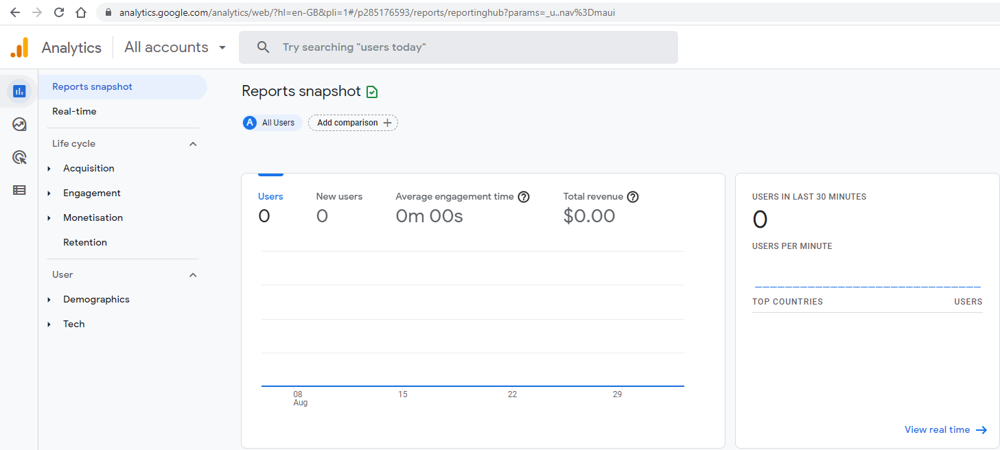 analytics.google.com/analytics/web/?hl=en-GB&pli=1#/p285176593/reports/reportinghub?params=_u..nav%3Dmaui
Analytics
All accounts
Try searching "users today"
Reports snapshot
Real-time
Life cycle
Acquisition
Engagement
Monetisation
Retention
User
Demographics
Tech
Reports snapshot
A All Users
Add comparison +
Users New users Average engagement time ? Total revenue ?
0 0 0m 00s $0.00
08 15 22 29
Aug
USERS IN LAST 30 MINUTES
0
USERS PER MINUTE
TOP COUNTRIES USERS
View real time →